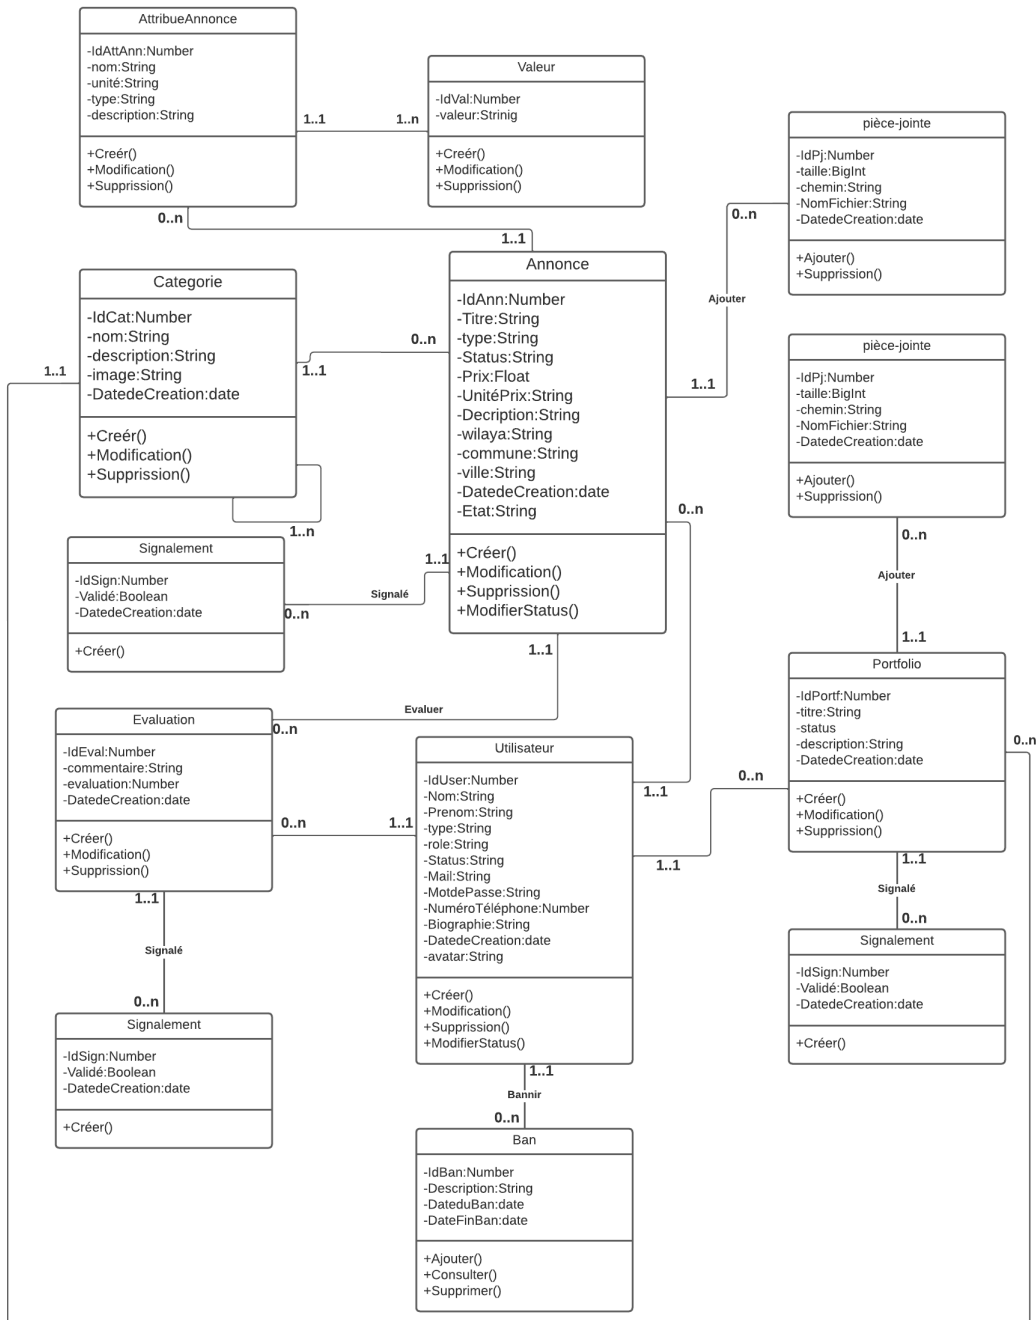 AttribueAnnonce
-IdAttAnn:Number
-nom:String
-unité:String
-type:String
-description:String
+Creér()
+Modification()
+Supprission()
1..1
1..n
Valeur
-IdVal:Number
-valeur:Strinig
+Creér()
+Modification()
+Supprission()
pièce-jointe
-IdPj:Number
-taille:BigInt
-chemin:String
-NomFichier:String
-DatedeCreation:date
+Ajouter()
+Supprission()
0..n
1..1
0..n
Ajouter
1..1
Categorie
-IdCat:Number
-nom:String
-description:String
-image:String
-DatedeCreation:date
+Creér()
+Modification()
+Supprission()
1..1
1..1
0..n
1..n
Annonce
-IdAnn:Number
-Titre:String
-type:String
-Status:String
-Prix:Float
-UnitéPrix:String
-Decription:String
-wilaya:String
-commune:String
-ville:String
-DatedeCreation:date
-Etat:String
+Créer()
+Modification()
+Supprission()
+ModifierStatus()
pièce-jointe
-IdPj:Number
-taille:BigInt
-chemin:String
-NomFichier:String
-DatedeCreation:date
+Ajouter()
+Supprission()
0..n
0..n
Ajouter
1..1
Signalement
-IdSign:Number
-Validé:Boolean
-DatedeCreation:date
+Créer()
1..1
Signalé
0..n
1..1
Evaluer
0..n
Portfolio
-IdPortf:Number
-titre:String
-status
-description:String
-DatedeCreation:date
+Créer()
+Modification()
+Supprission()
0..n
Evaluation
-IdEval:Number
-commentaire:String
-evaluation:Number
-DatedeCreation:date
+Créer()
+Modification()
+Supprission()
0..n
1..1
Utilisateur
-IdUser:Number
-Nom:String
-Prenom:String
-type:String
-role:String
-Status:String
-Mail:String
-MotdePasse:String
-NuméroTéléphone:Number
-Biographie:String
-DatedeCreation:date
-avatar:String
+Créer()
+Modification()
+Supprission()
+ModifierStatus()
1..1
0..n
1..1
1..1
Signalé
0..n
1..1
Signalé
0..n
Signalement
-IdSign:Number
-Validé:Boolean
-DatedeCreation:date
+Créer()
Signalement
-IdSign:Number
-Validé:Boolean
-DatedeCreation:date
+Créer()
1..1
Bannir
0..n
Ban
-IdBan:Number
-Description:String
-DateduBan:date
-DateFinBan:date
+Ajouter()
+Consulter()
+Supprimer()